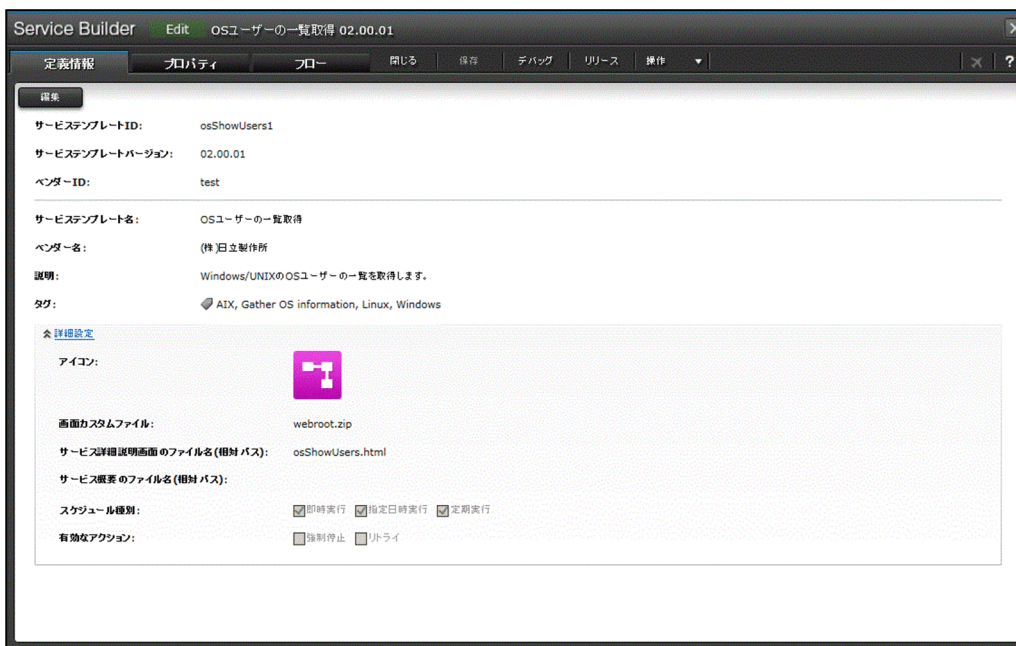 Service Builder Edit OSユーザーの一覧取得 02.00.01
定義情報 プロパティ フロー 閉じる 保存 デバッグ リリース 操作 ?
編集
サービステンプレートID: osShowUsers1
サービステンプレートバージョン: 02.00.01
ベンダーID: test
サービステンプレート名: OSユーザーの一覧取得
ベンダー名: (株)日立製作所
説明: Windows/UNIXのOSユーザーの一覧を取得します。
タグ: AIX, Gather OS information, Linux, Windows
詳細設定
アイコン:
画面カスタムファイル: webroot.zip
サービス詳細説明画面のファイル名(相対パス): osShowUsers.html
サービス概要のファイル名(相対パス):
スケジュール種別: 即時実行 指定日時実行 定期実行
有効なアクション: 強制停止 リトライ